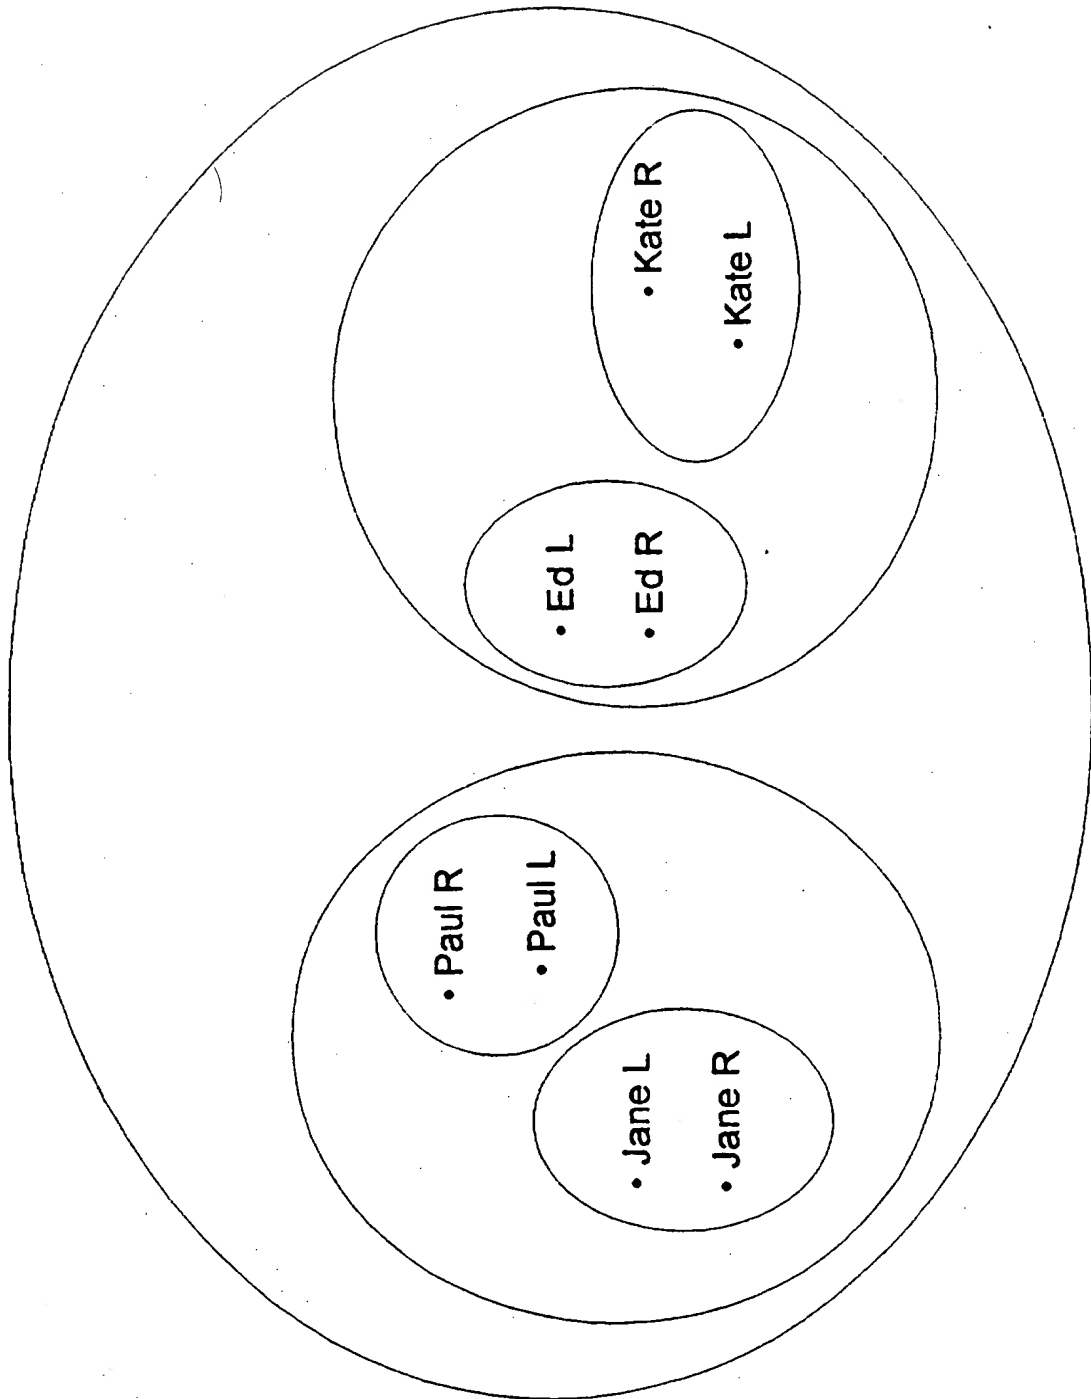 • Paul R
• Paul L
• Jane L
• Jane R
• Ed L
• Ed R
• Kate R
• Kate L